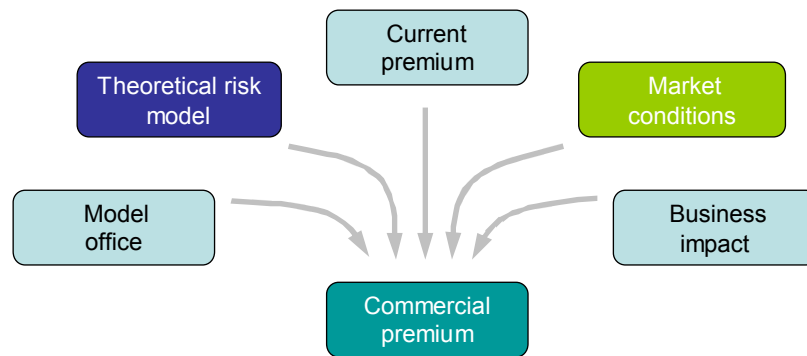 Current
premium
Theoretical risk
model
Market
conditions
Model
office
Business
impact
Commercial
premium